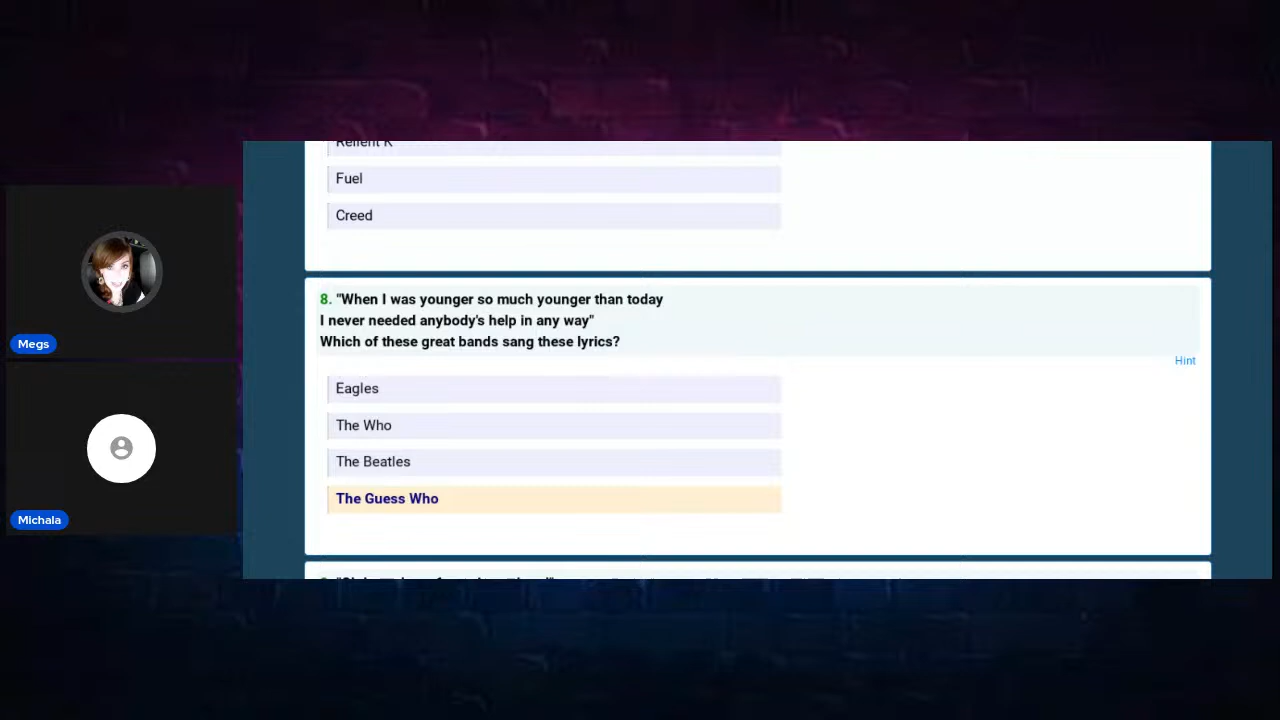 Relient K
Fuel
Creed
8. "When I was younger so much younger than today
I never needed anybody's help in any way"
Which of these great bands sang these lyrics?
Hint
Eagles
The Who
The Beatles
The Guess Who
Megs
Michala